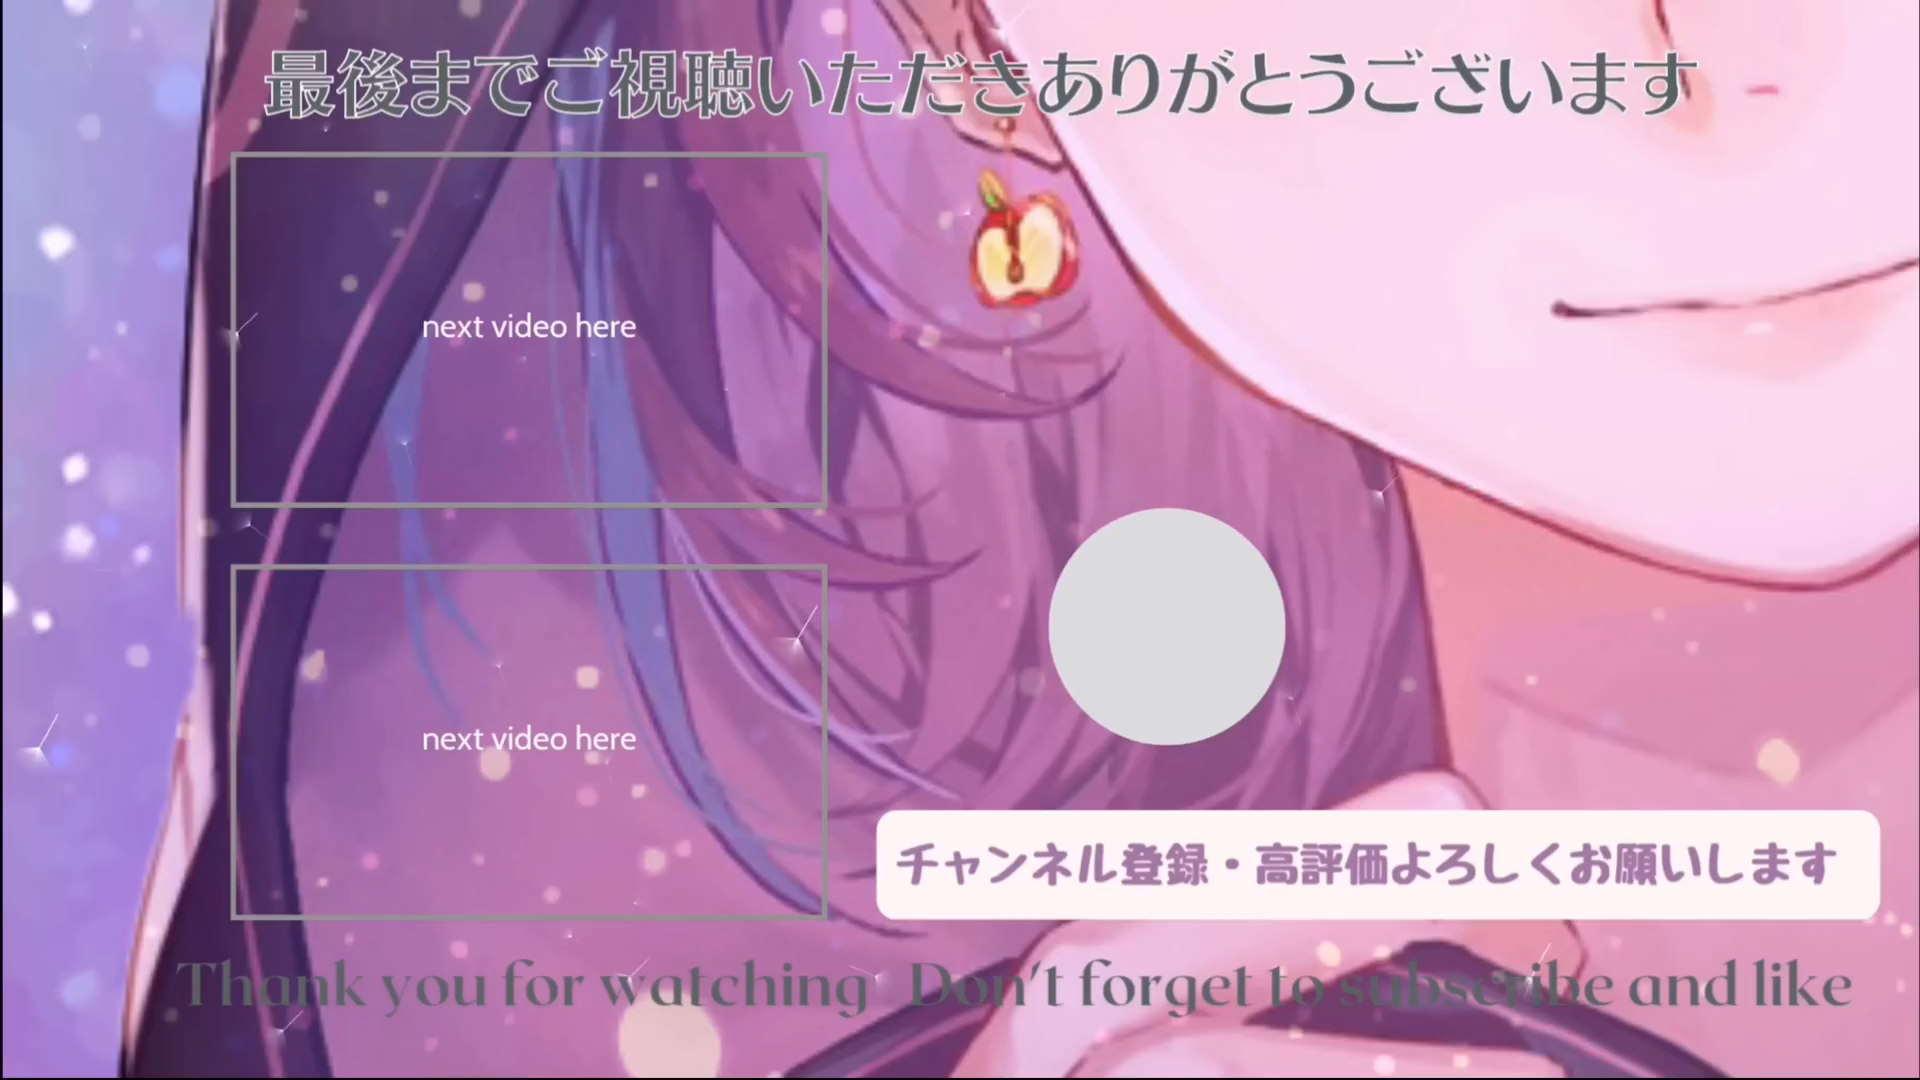 最後までご視聴いただきありがとうございます
next video here
next video here
チャンネル登録・高評価よろしくお願いします
Thank you for watching Don't forget to subscribe and like